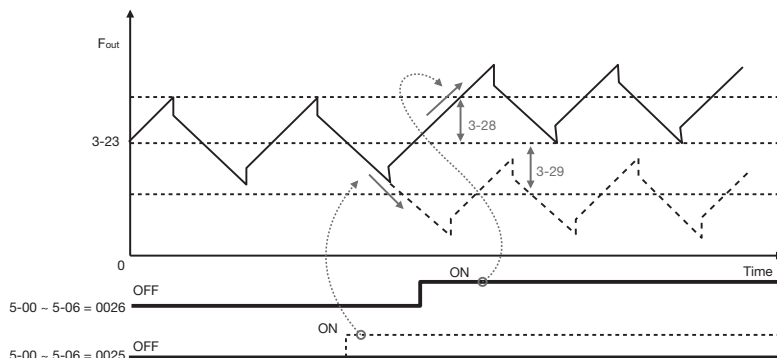 Fout
3-28
3-23
3-29
0
ON
Time
OFF
5-00 ~ 5-06 = 0026
ON
OFF
5-00 ~ 5-06 = 0025